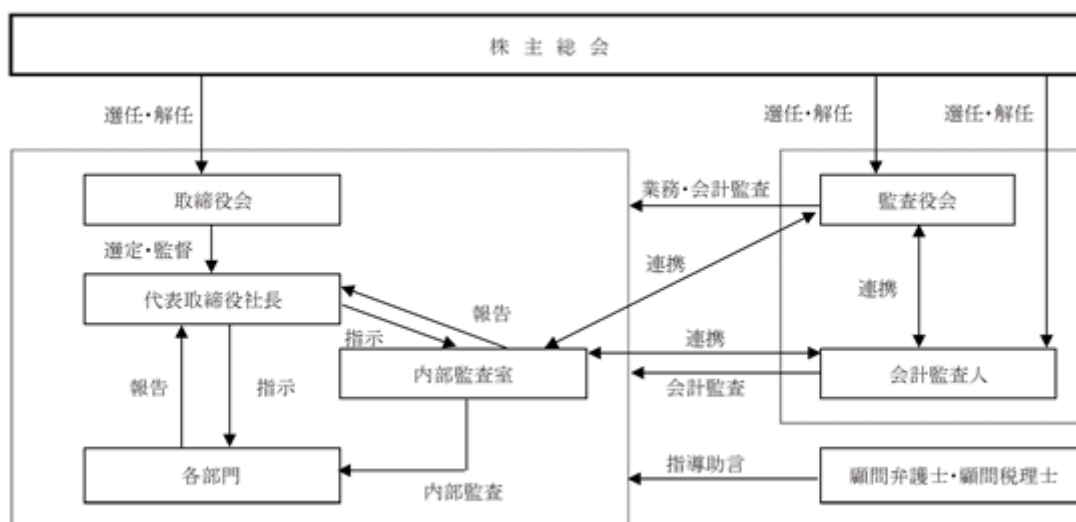 株主総会
選任・解任
選任・解任
選任・解任
取締役会
業務・会計監査
監査役会
選定・監督
連携
連携
代表取締役社長
報告
指示
連携
内部監査室
会計監査人
報告
指示
会計監査
各部門
指導助言
顧問弁護士・顧問税理士
内部監査